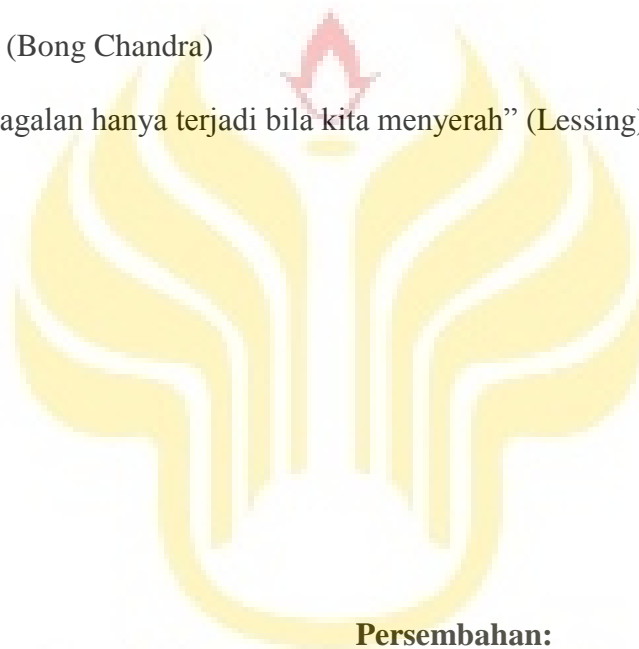 (Bong Chandra)
agalan hanya terjadi bila kita menyerah” (Lessing)
Persembahan: